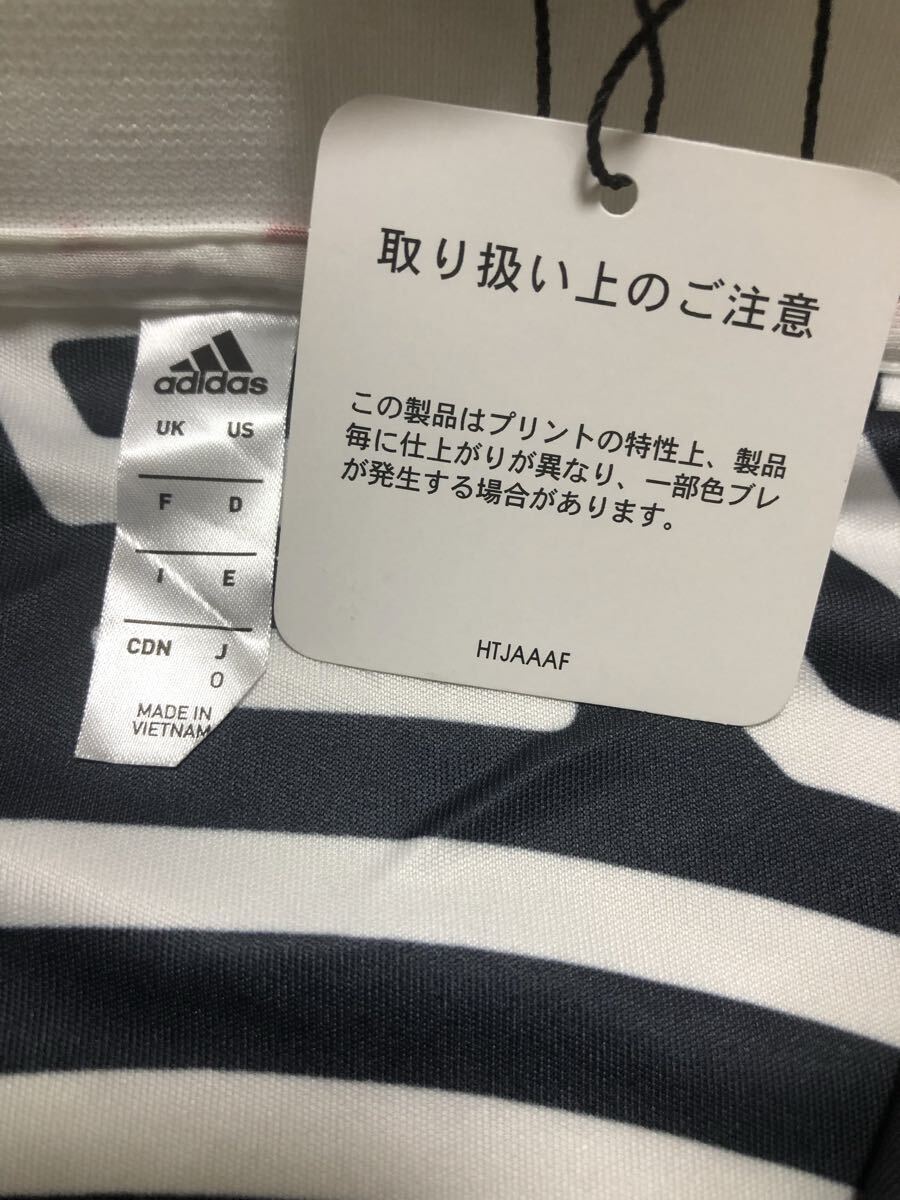 取り扱い上のご注意
この製品はプリントの特性上、製品
毎に仕上がりが異なり、一部色ブレ
が発生する場合があります。
HTJAAAF
adidas
UK US
F D
I E
CDN J
O
MADE IN
VIETNAM